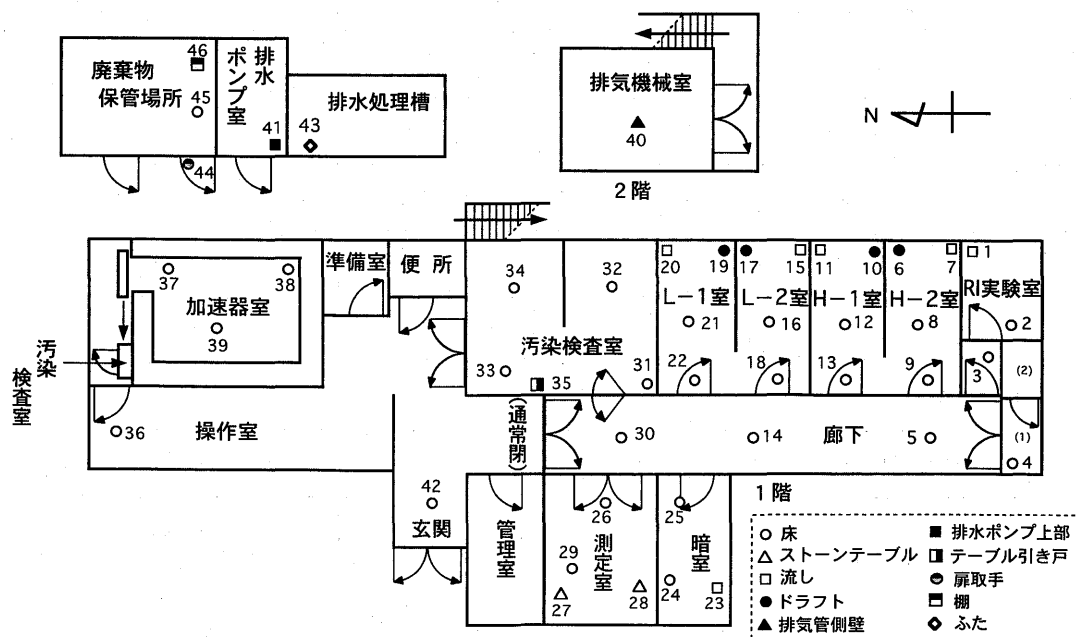 46
廃棄物
保管場所
45
排水
ポンプ室
41
排水処理槽
43
44
排気機械室
40
2階
N
準備室
便 所
37
38
加速器室
39
34
32
汚染検査室
33
35
31
20
19
L－1室
21
22
17
15
L－2室
16
18
11
10
H－1室
12
13
6
7
H－2室
8
9
1
RI実験室
2
3
(2)
(1)
4
汚染
検査室
36
操作室
(通常閉)
30
14
廊下
5
1階
42
玄関
管理室
26
29
測定室
27
28
25
暗室
24
23
床
ストーンテーブル
流し
ドラフト
排気管側壁
排水ポンプ上部
テーブル引き戸
扉取手
棚
ふた